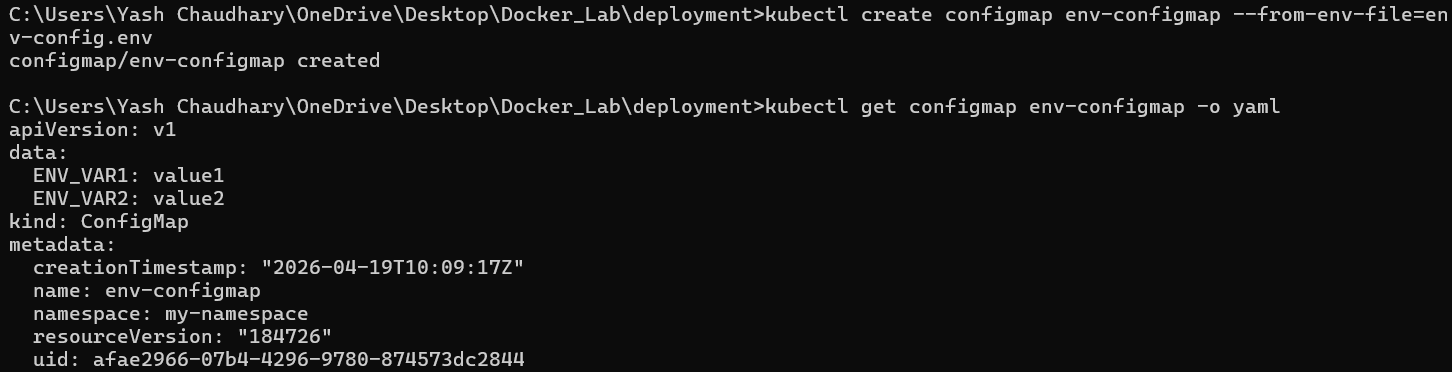 C:\Users\Yash Chaudhary\OneDrive\Desktop\Docker_Lab\deployment>kubectl create configmap env-configmap --from-env-file=en
v-config.env
configmap/env-configmap created
C:\Users\Yash Chaudhary\OneDrive\Desktop\Docker_Lab\deployment>kubectl get configmap env-configmap -o yaml
apiVersion: v1
data:
  ENV_VAR1: value1
  ENV_VAR2: value2
kind: ConfigMap
metadata:
  creationTimestamp: "2026-04-19T10:09:17Z"
  name: env-configmap
  namespace: my-namespace
  resourceVersion: "184726"
  uid: afae2966-07b4-4296-9780-874573dc2844